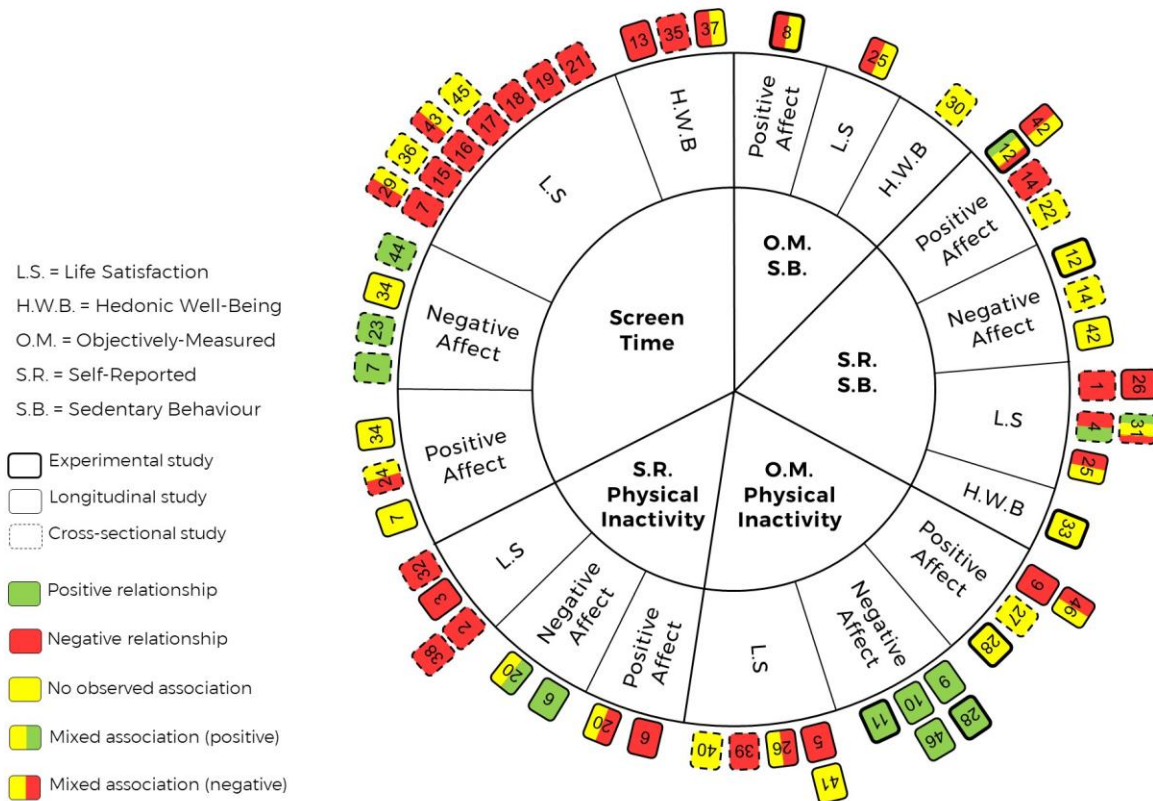 13
35
37
8
25
30
42
12
14
22
12
14
42
1
26
4
31
25
33
9
46
27
28
9
28
10
46
11
5
41
26
39
40
6
20
6
20
32
3
2
38
7
24
34
7
23
34
44
7
29
15
36
16
43
17
45
18
19
21
Positive
Affect
L.S
H.W.B
Positive
Affect
Negative
Affect
L.S
H.W.B
Positive
Affect
Negative
Affect
L.S
Positive
Affect
Negative
Affect
L.S
Positive
Affect
Negative
Affect
L.S
H.W.B
O.M.
S.B.
S.R.
S.B.
O.M.
Physical
Inactivity
S.R.
Physical
Inactivity
Screen
Time
L.S. = Life Satisfaction
H.W.B. = Hedonic Well-Being
O.M. = Objectively-Measured
S.R. = Self-Reported
S.B. = Sedentary Behaviour
Experimental study
Longitudinal study
Cross-sectional study
Positive relationship
Negative relationship
No observed association
Mixed association (positive)
Mixed association (negative)